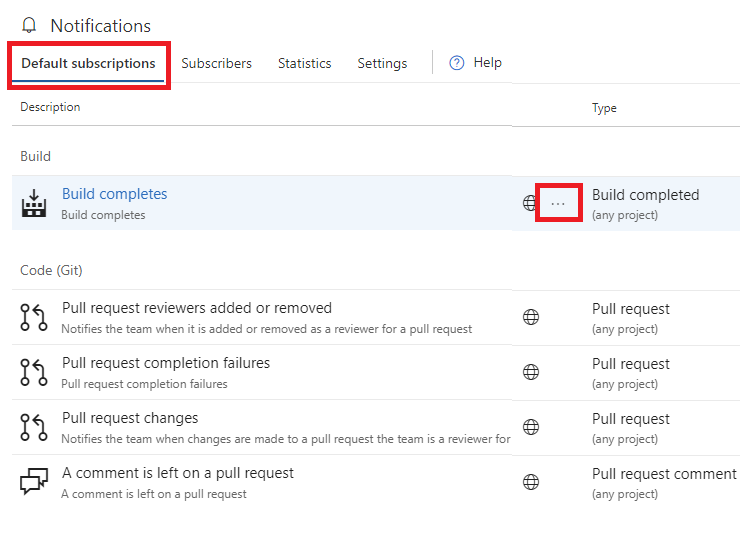 Notifications
Default subscriptions Subscribers Statistics Settings Help
Description Type
Build
Build completes Build completed
Build completes (any project)
Code (Git)
Pull request reviewers added or removed Pull request
Notifies the team when it is added or removed as a reviewer for a pull request (any project)
Pull request completion failures Pull request
Pull request completion failures (any project)
Pull request changes Pull request
Notifies the team when changes are made to a pull request the team is a reviewer for (any project)
A comment is left on a pull request Pull request comment
A comment is left on a pull request (any project)